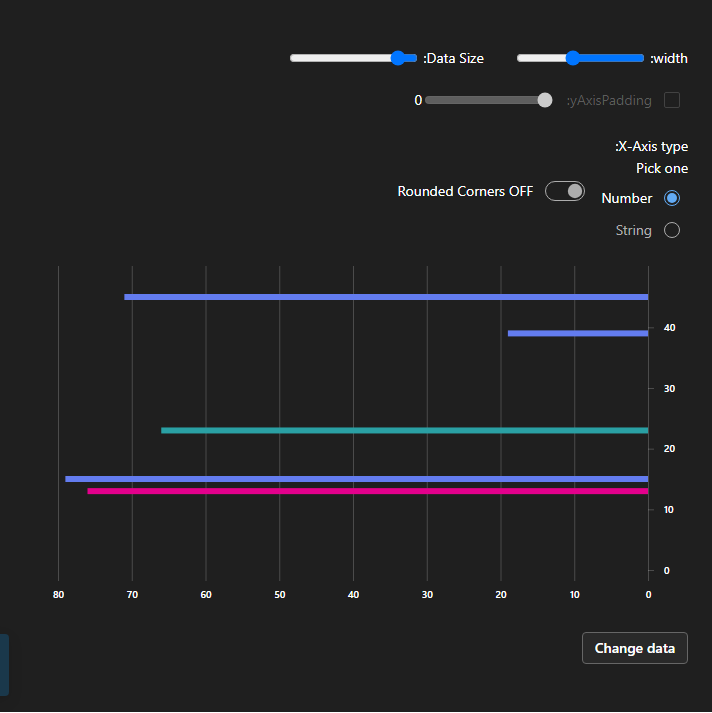 :width
:Data Size
:yAxisPadding
0
:X-Axis type
Pick one
Number
Rounded Corners OFF
String
40
30
20
10
0
80 70 60 50 40 30 20 10 0
Change data